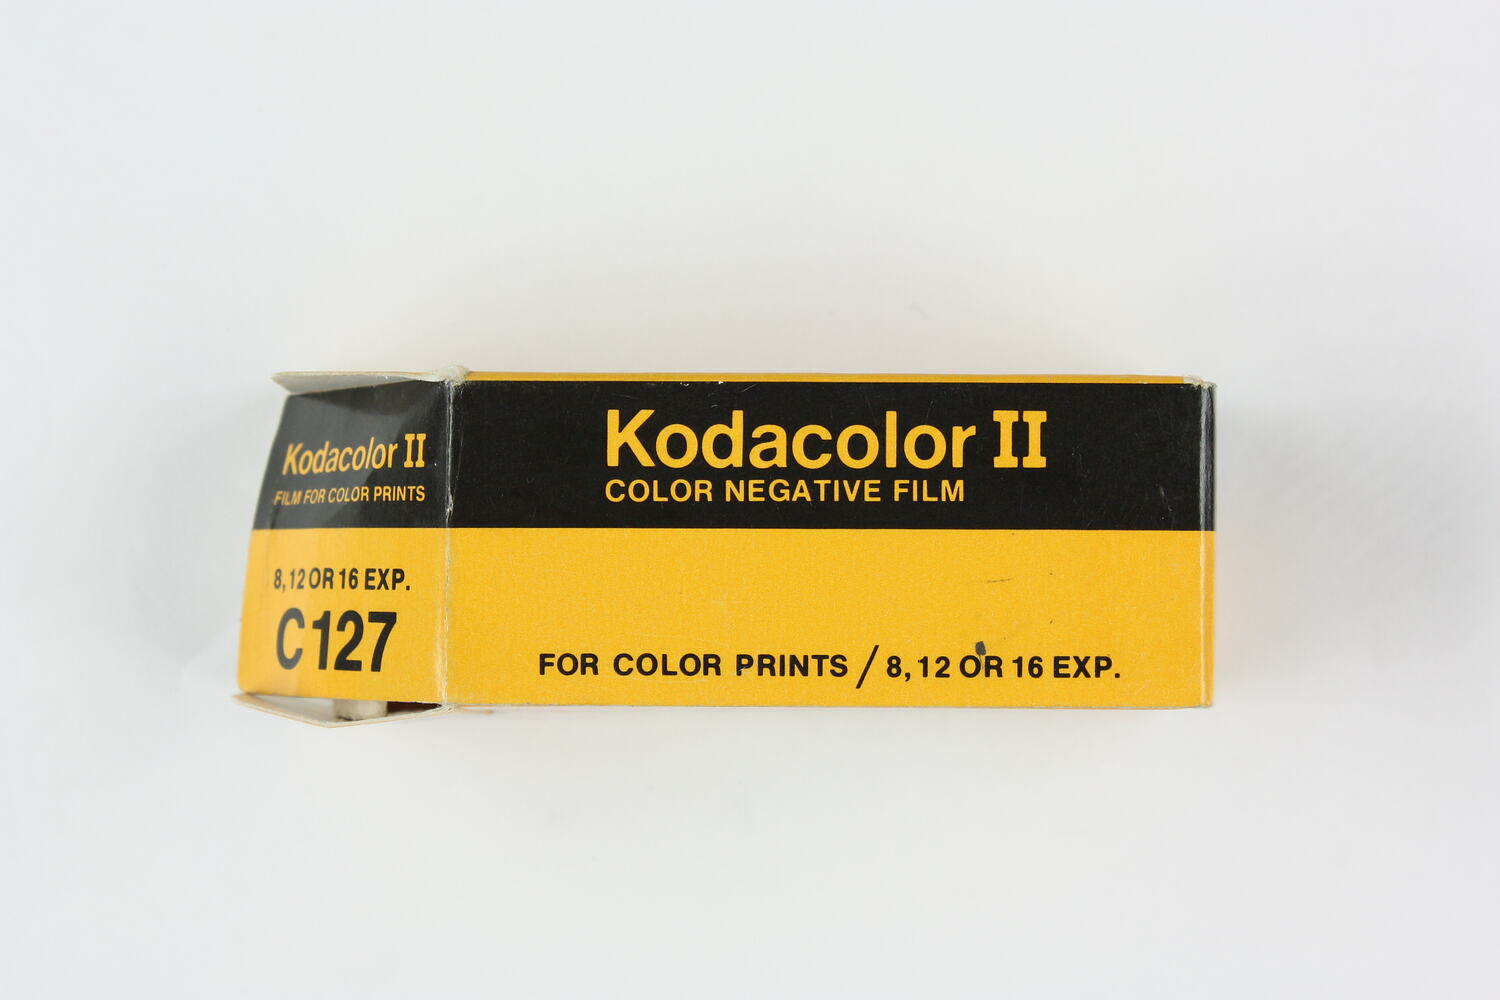 Kodacolor II
FILM FOR COLOR PRINTS
8, 12 OR 16 EXP.
C127
Kodacolor II
COLOR NEGATIVE FILM
FOR COLOR PRINTS / 8, 12 OR 16 EXP.